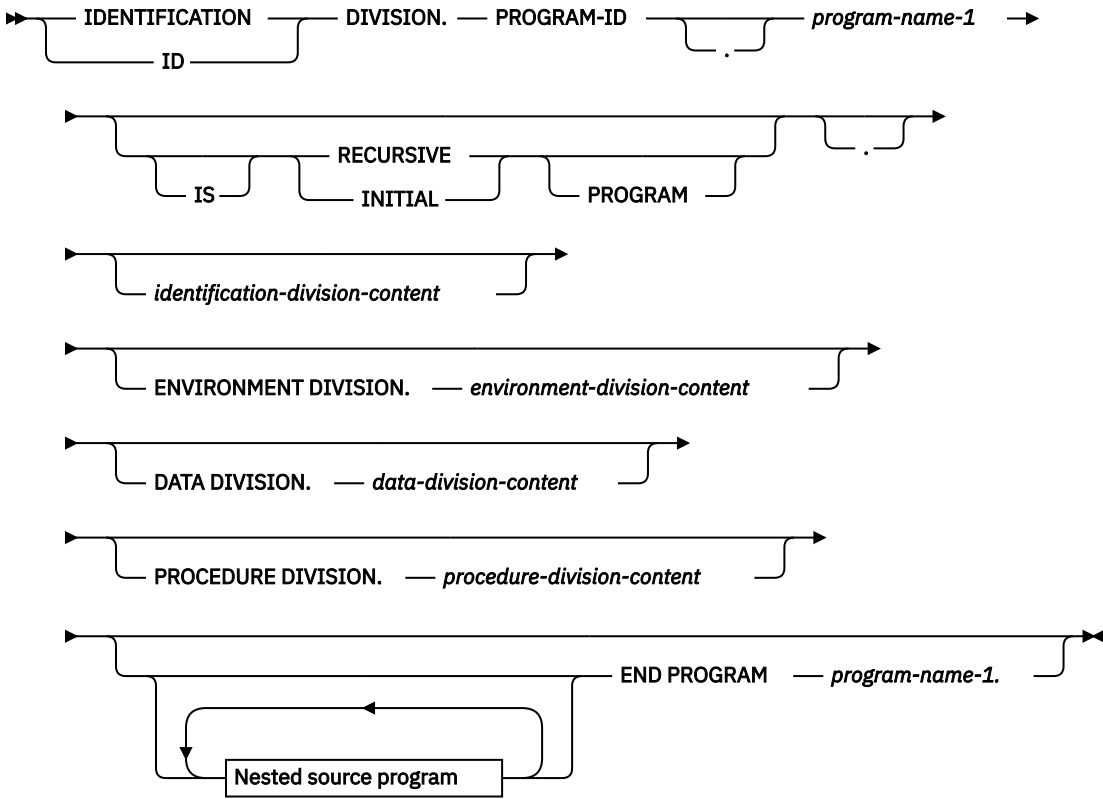 IDENTIFICATION DIVISION. PROGRAM-ID program-name-1
ID .
RECURSIVE .
IS INITIAL PROGRAM
identification-division-content
ENVIRONMENT DIVISION. environment-division-content
DATA DIVISION. data-division-content
PROCEDURE DIVISION. procedure-division-content
END PROGRAM program-name-1.
Nested source program